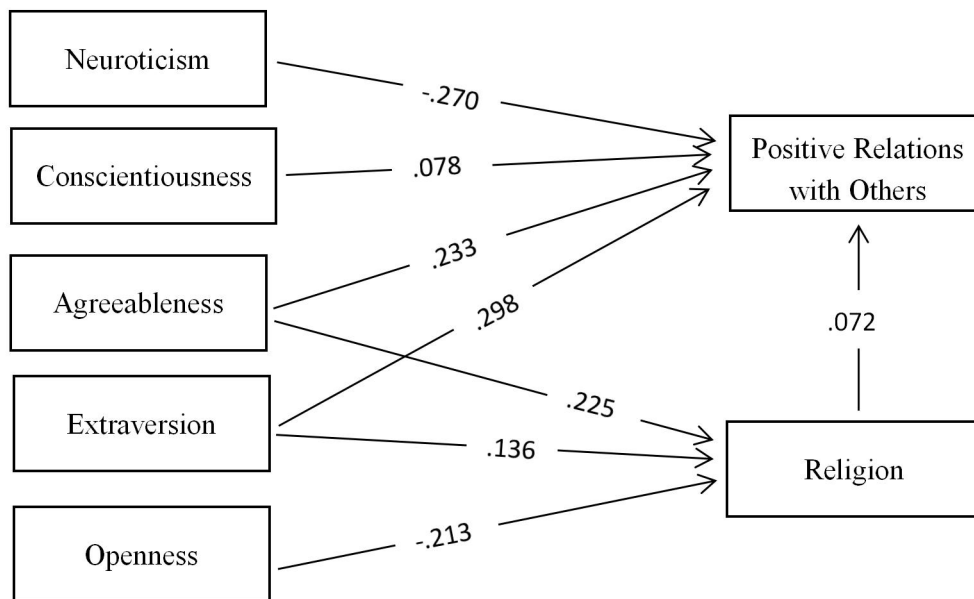 Neuroticism
-.270
Conscientiousness
.078
Positive Relations
with Others
Agreeableness
.233
.298
.072
.225
Extraversion
.136
Religion
Openness
-.213